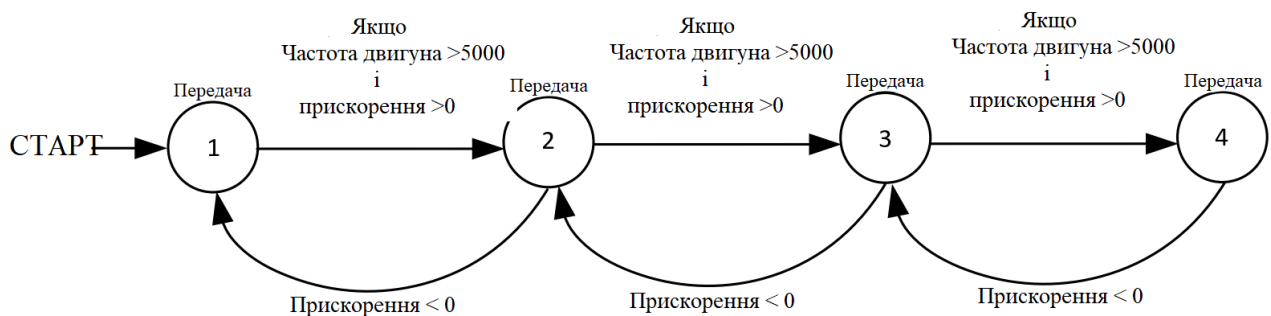 Якщо
Частота двигуна >5000
і
прискорення >0
Якщо
Частота двигуна >5000
і
прискорення >0
Якщо
Частота двигуна >5000
і
прискорення >0
Передача
Передача
Передача
Передача
СТАРТ
1
2
3
4
Прискорення < 0
Прискорення < 0
Прискорення < 0